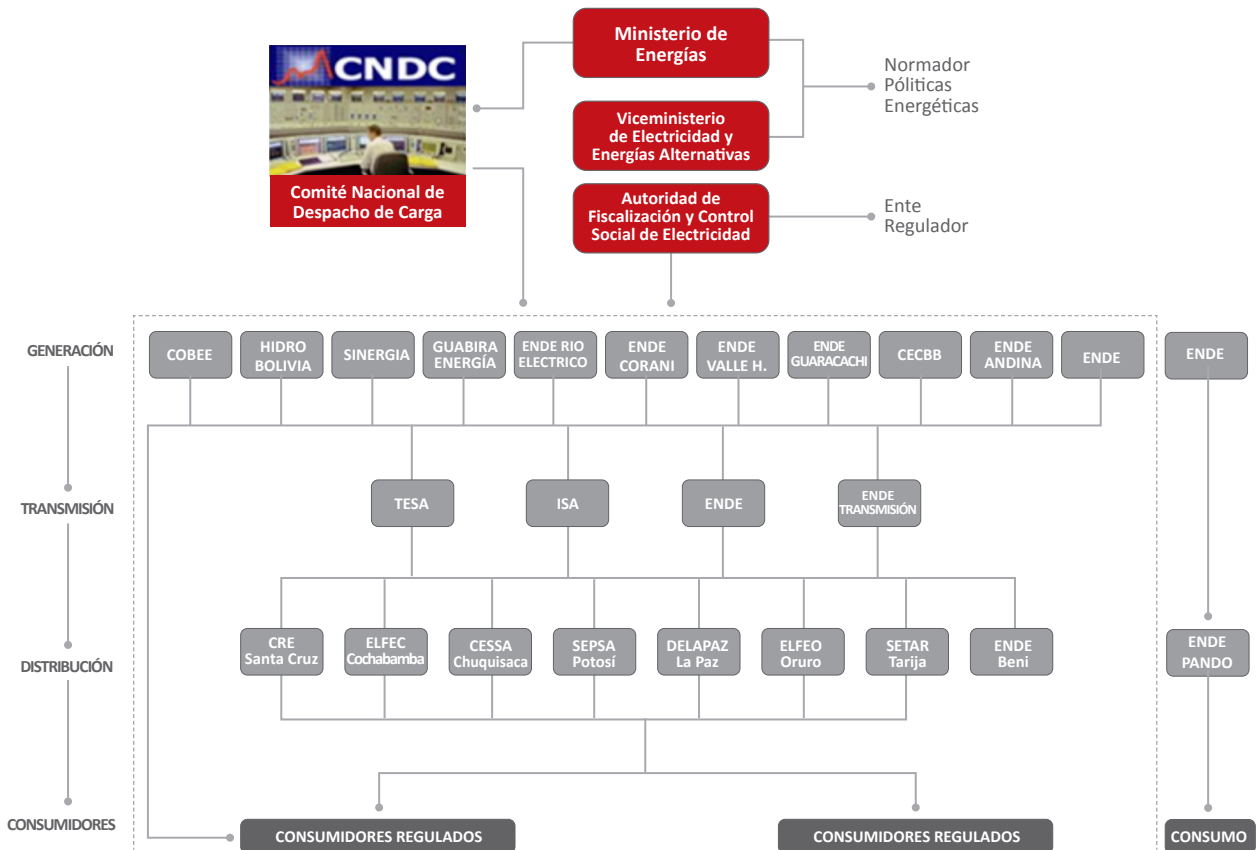 CNDC
Comité Nacional de
Despacho de Carga
Ministerio de
Energías
Viceministerio
de Electricidad y
Energías Alternativas
Autoridad de
Fiscalización y Control
Social de Electricidad
Normador
Póliticas
Energéticas
Ente
Regulador
GENERACIÓN
COBEE
HIDRO
BOLIVIA
SINERGIA
GUABIRA
ENERGÍA
ENDE RIO
ELECTRICO
ENDE
CORANI
ENDE
VALLE H.
ENDE
GUARACACHI
CECBB
ENDE
ANDINA
ENDE
ENDE
TRANSMISIÓN
TESA
ISA
ENDE
ENDE
TRANSMISIÓN
DISTRIBUCIÓN
CRE
Santa Cruz
ELFEC
Cochabamba
CESSA
Chuquisaca
SEPSA
Potosí
DELAPAZ
La Paz
ELFEO
Oruro
SETAR
Tarija
ENDE
Beni
ENDE
PANDO
CONSUMIDORES
CONSUMIDORES REGULADOS
CONSUMIDORES REGULADOS
CONSUMO